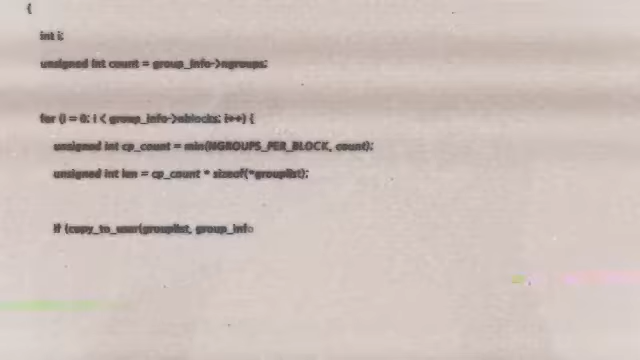 {
int i;
unsigned int count = group_info->ngroups;
for (i = 0; i < group_info->nblocks; i++) {
unsigned int cp_count = min(NGROUPS_PER_BLOCK, count);
unsigned int len = cp_count * sizeof(*grouplist);
if (copy_to_user(grouplist, group_info